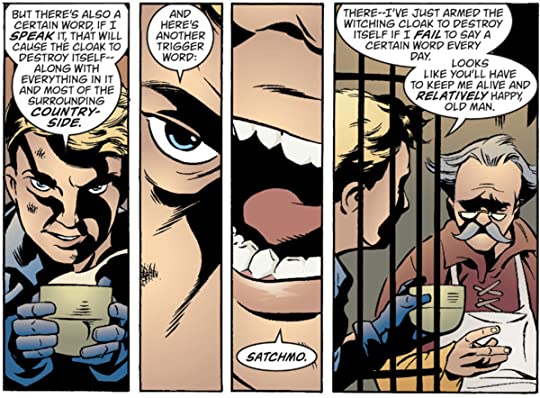 BUT THERE'S ALSO A
CERTAIN WORD, IF I
SPEAK IT, THAT WILL
CAUSE THE CLOAK TO
DESTROY ITSELF--
ALONG WITH
EVERYTHING IN IT
AND MOST OF THE
SURROUNDING
COUNTRY-
SIDE.
AND
HERE'S
ANOTHER
TRIGGER
WORD:
SATCHMO.
THERE--I'VE JUST ARMED THE
WITCHING CLOAK TO DESTROY
ITSELF IF I FAIL TO SAY A
CERTAIN WORD EVERY
DAY.
LOOKS
LIKE YOU'LL HAVE
TO KEEP ME ALIVE AND
RELATIVELY HAPPY,
OLD MAN.